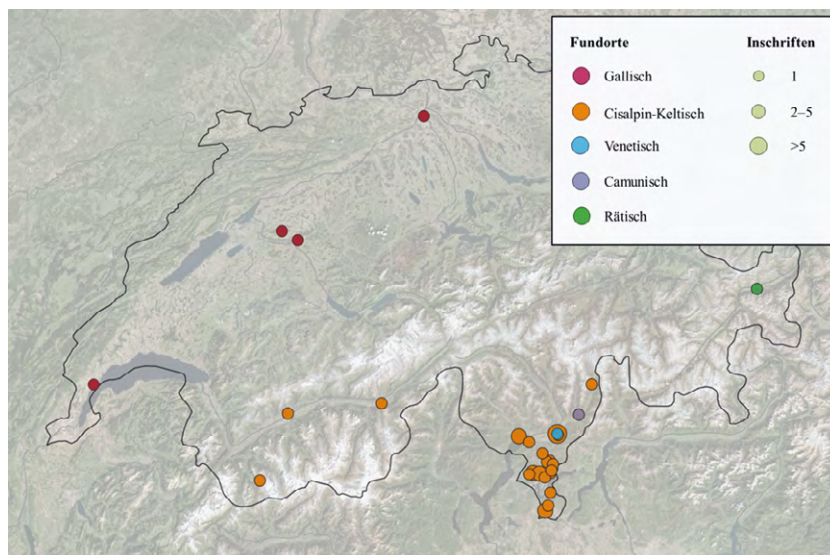 Fundorte
Inschriften
Gallisch
1
Cisalpin-Keltisch
2–5
Venetisch
>5
Camunisch
Rätisch